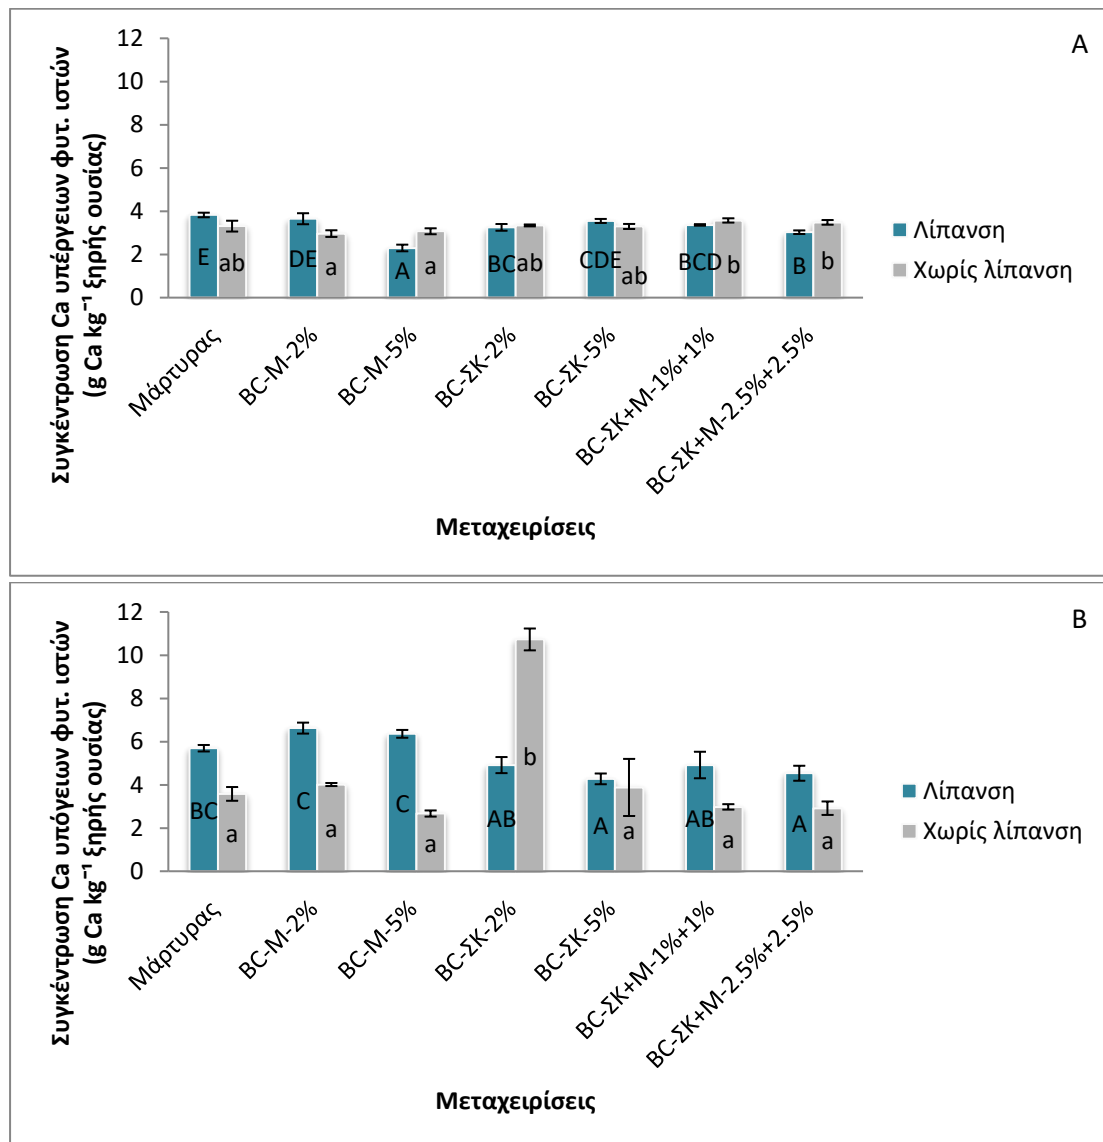 A
Συγκέντρωση Ca υπέργειων φυτ. ιστών
(g Ca kg⁻¹ ξηρής ουσίας)
12
10
8
6
4
2
0
E ab DE a A a BC ab CDE ab BCD b B b
Μάρτυρας
BC-M-2%
BC-M-5%
BC-ΣΚ-2%
BC-ΣΚ-5%
BC-ΣΚ+M-1%+1%
BC-ΣΚ+M-2.5%+2.5%
Μεταχειρίσεις
Λίπανση
Χωρίς λίπανση
B
Συγκέντρωση Ca υπόγειων φυτ. ιστών
(g Ca kg⁻¹ ξηρής ουσίας)
12
10
8
6
4
2
0
BC a C a C a AB b A a AB a A a
Μάρτυρας
BC-M-2%
BC-M-5%
BC-ΣΚ-2%
BC-ΣΚ-5%
BC-ΣΚ+M-1%+1%
BC-ΣΚ+M-2.5%+2.5%
Μεταχειρίσεις
Λίπανση
Χωρίς λίπανση